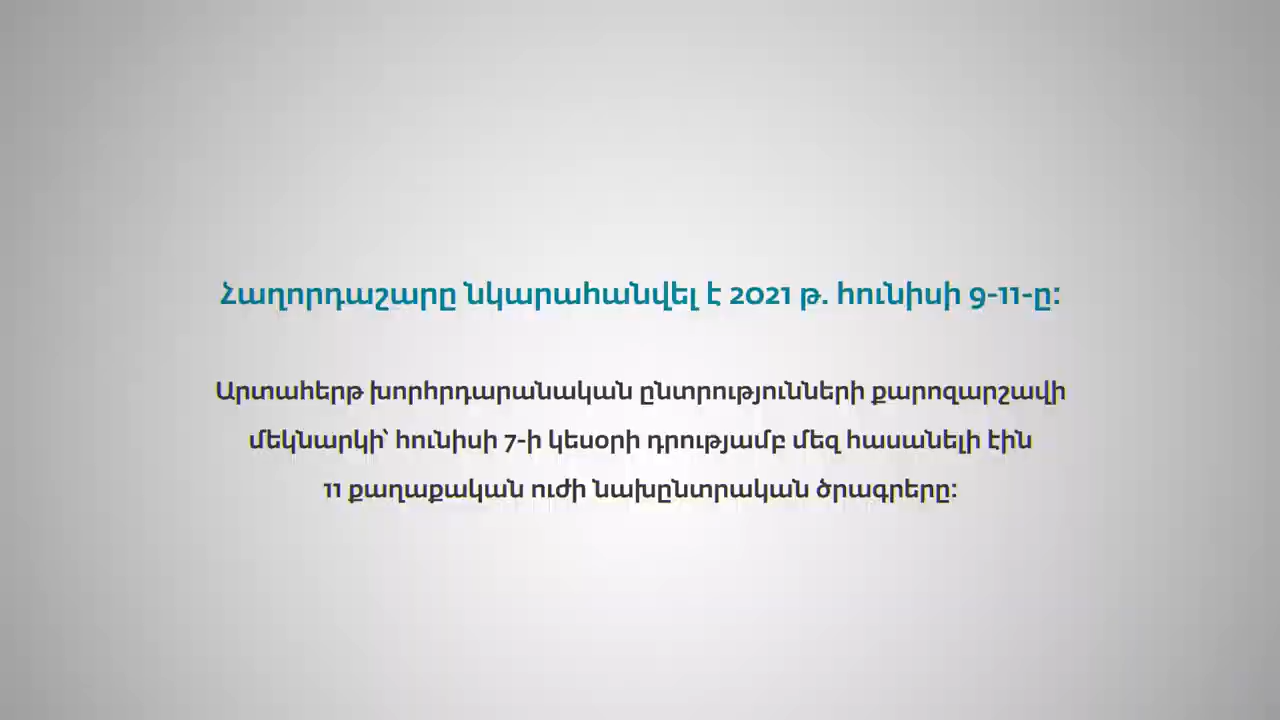 Հաղորդաշարը նկարահանվել է 2021 թ. հունիսի 9-11-ը:
Արտահերթ խորհրդարանական ընտրությունների քարոզարշավի
մեկնարկի՝ հունիսի 7-ի կեսօրի դրությամբ մեզ հասանելի էին
11 քաղաքական ուժի նախընտրական ծրագրերը: